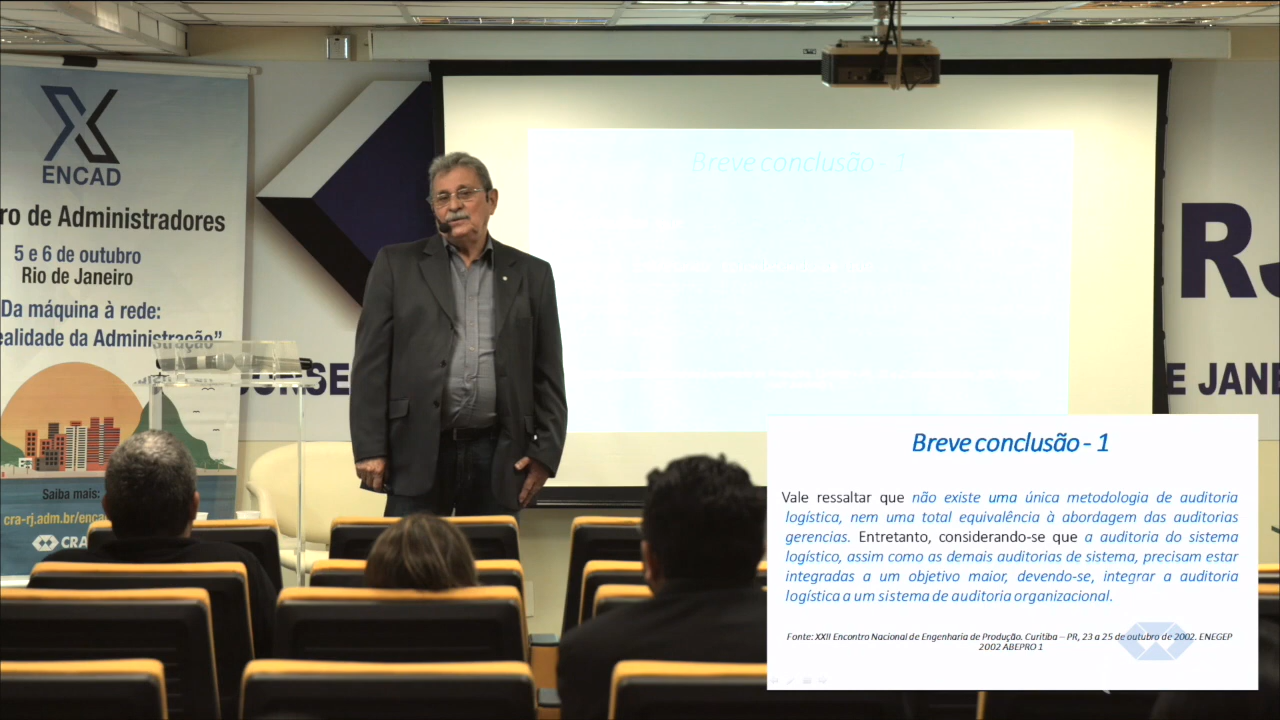 ENCAD
ro de Administradores
5 e 6 de outubro
Rio de Janeiro
Da máquina à rede:
ealidade da Administração”
Saiba mais:
cra-rj.adm.br/enca
CRA
Breve conclusão - 1
RJ
ONSE
E JANE
Breve conclusão - 1
Vale ressaltar que não existe uma única metodologia de auditoria
logística, nem uma total equivalência à abordagem das auditorias
gerencias. Entretanto, considerando-se que a auditoria do sistema
logístico, assim como as demais auditorias de sistema, precisam estar
integradas a um objetivo maior, devendo-se, integrar a auditoria
logística a um sistema de auditoria organizacional.
Fonte: XXII Encontro Nacional de Engenharia de Produção. Curitiba – PR, 23 a 25 de outubro de 2002. ENEGEP
2002 ABEPRO 1